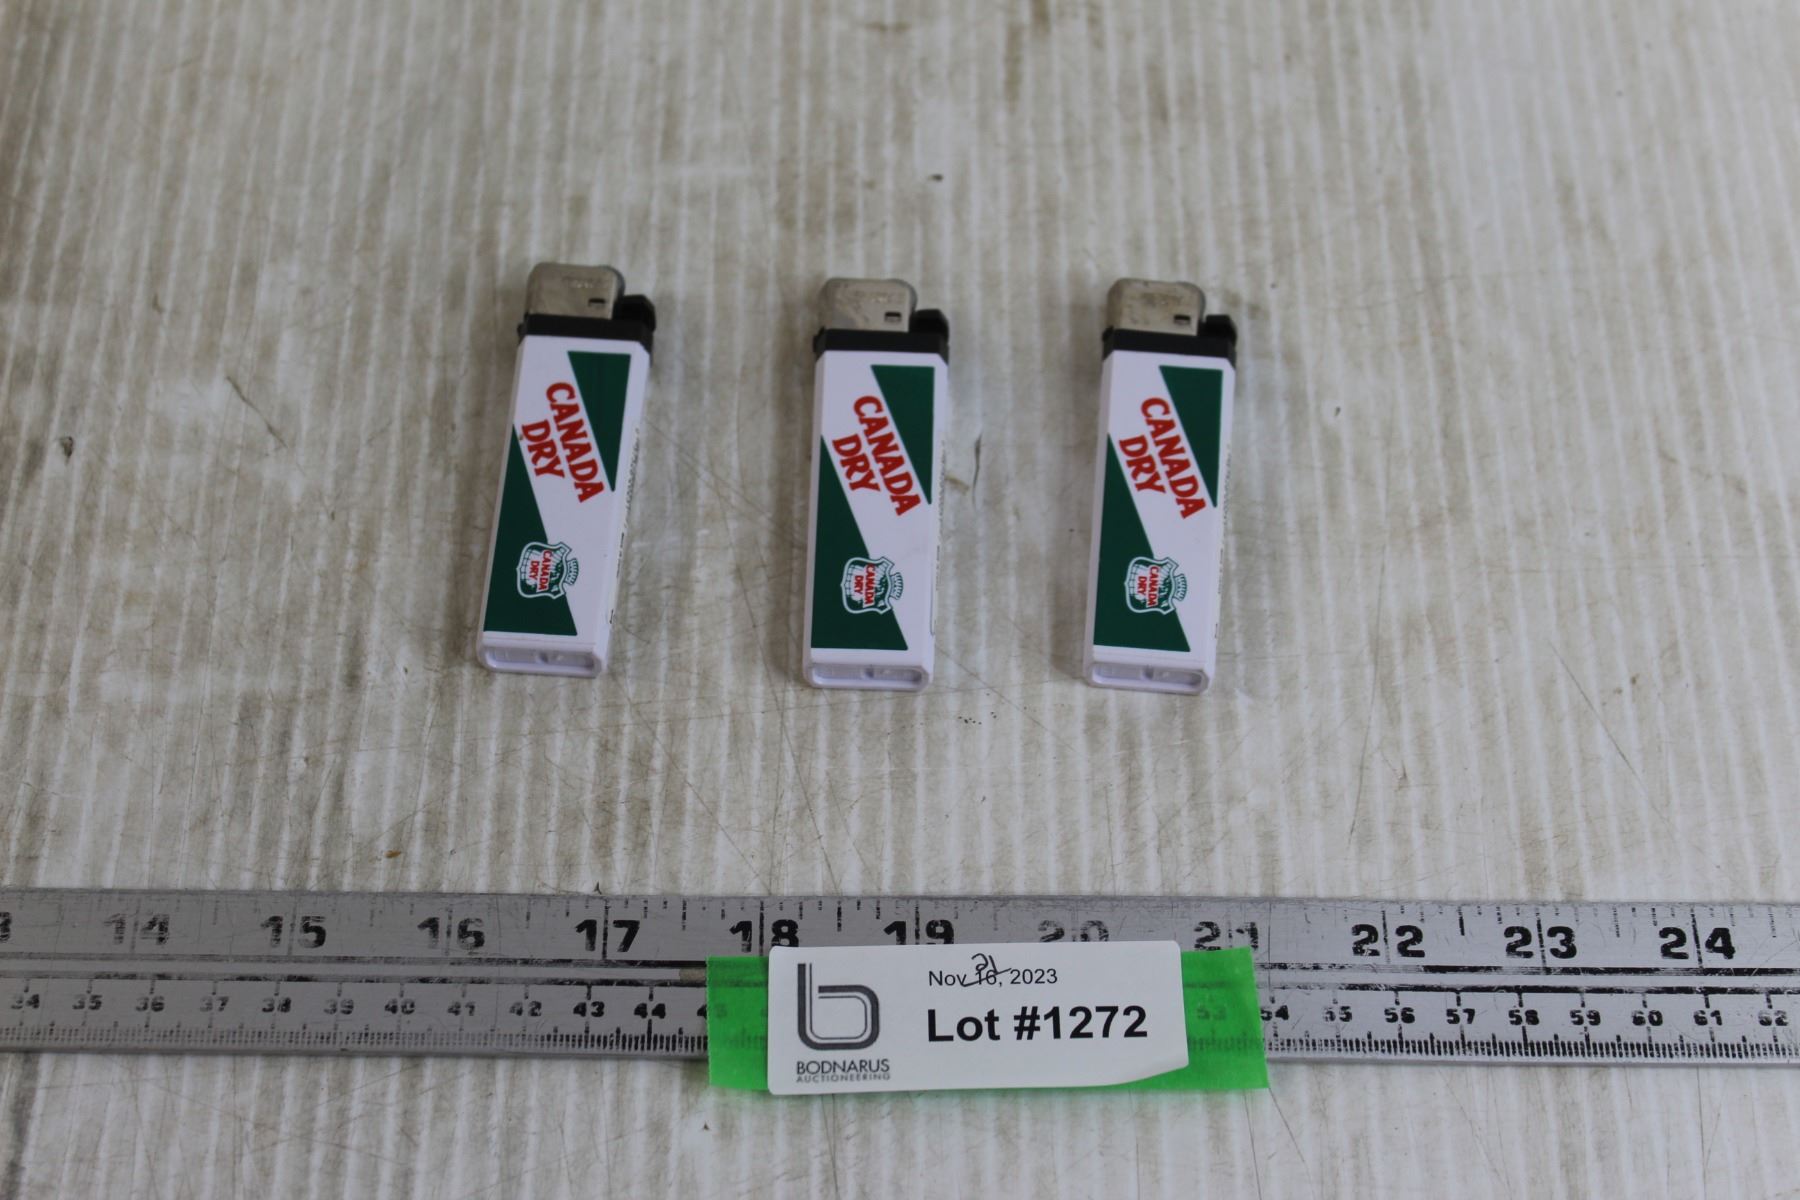 CANADA
DRY
CANADA
DRY
CANADA
DRY
CANADA
DRY
CANADA
DRY
CANADA
DRY
14 15 16 17 18 19 20 21 22 23 24
34 35 36 37 38 39 40 41 42 43 44 53 54 55 56 57 58 59 60 61 62
21
Nov 16, 2023
Lot #1272
BODNARUS
AUCTIONEERING